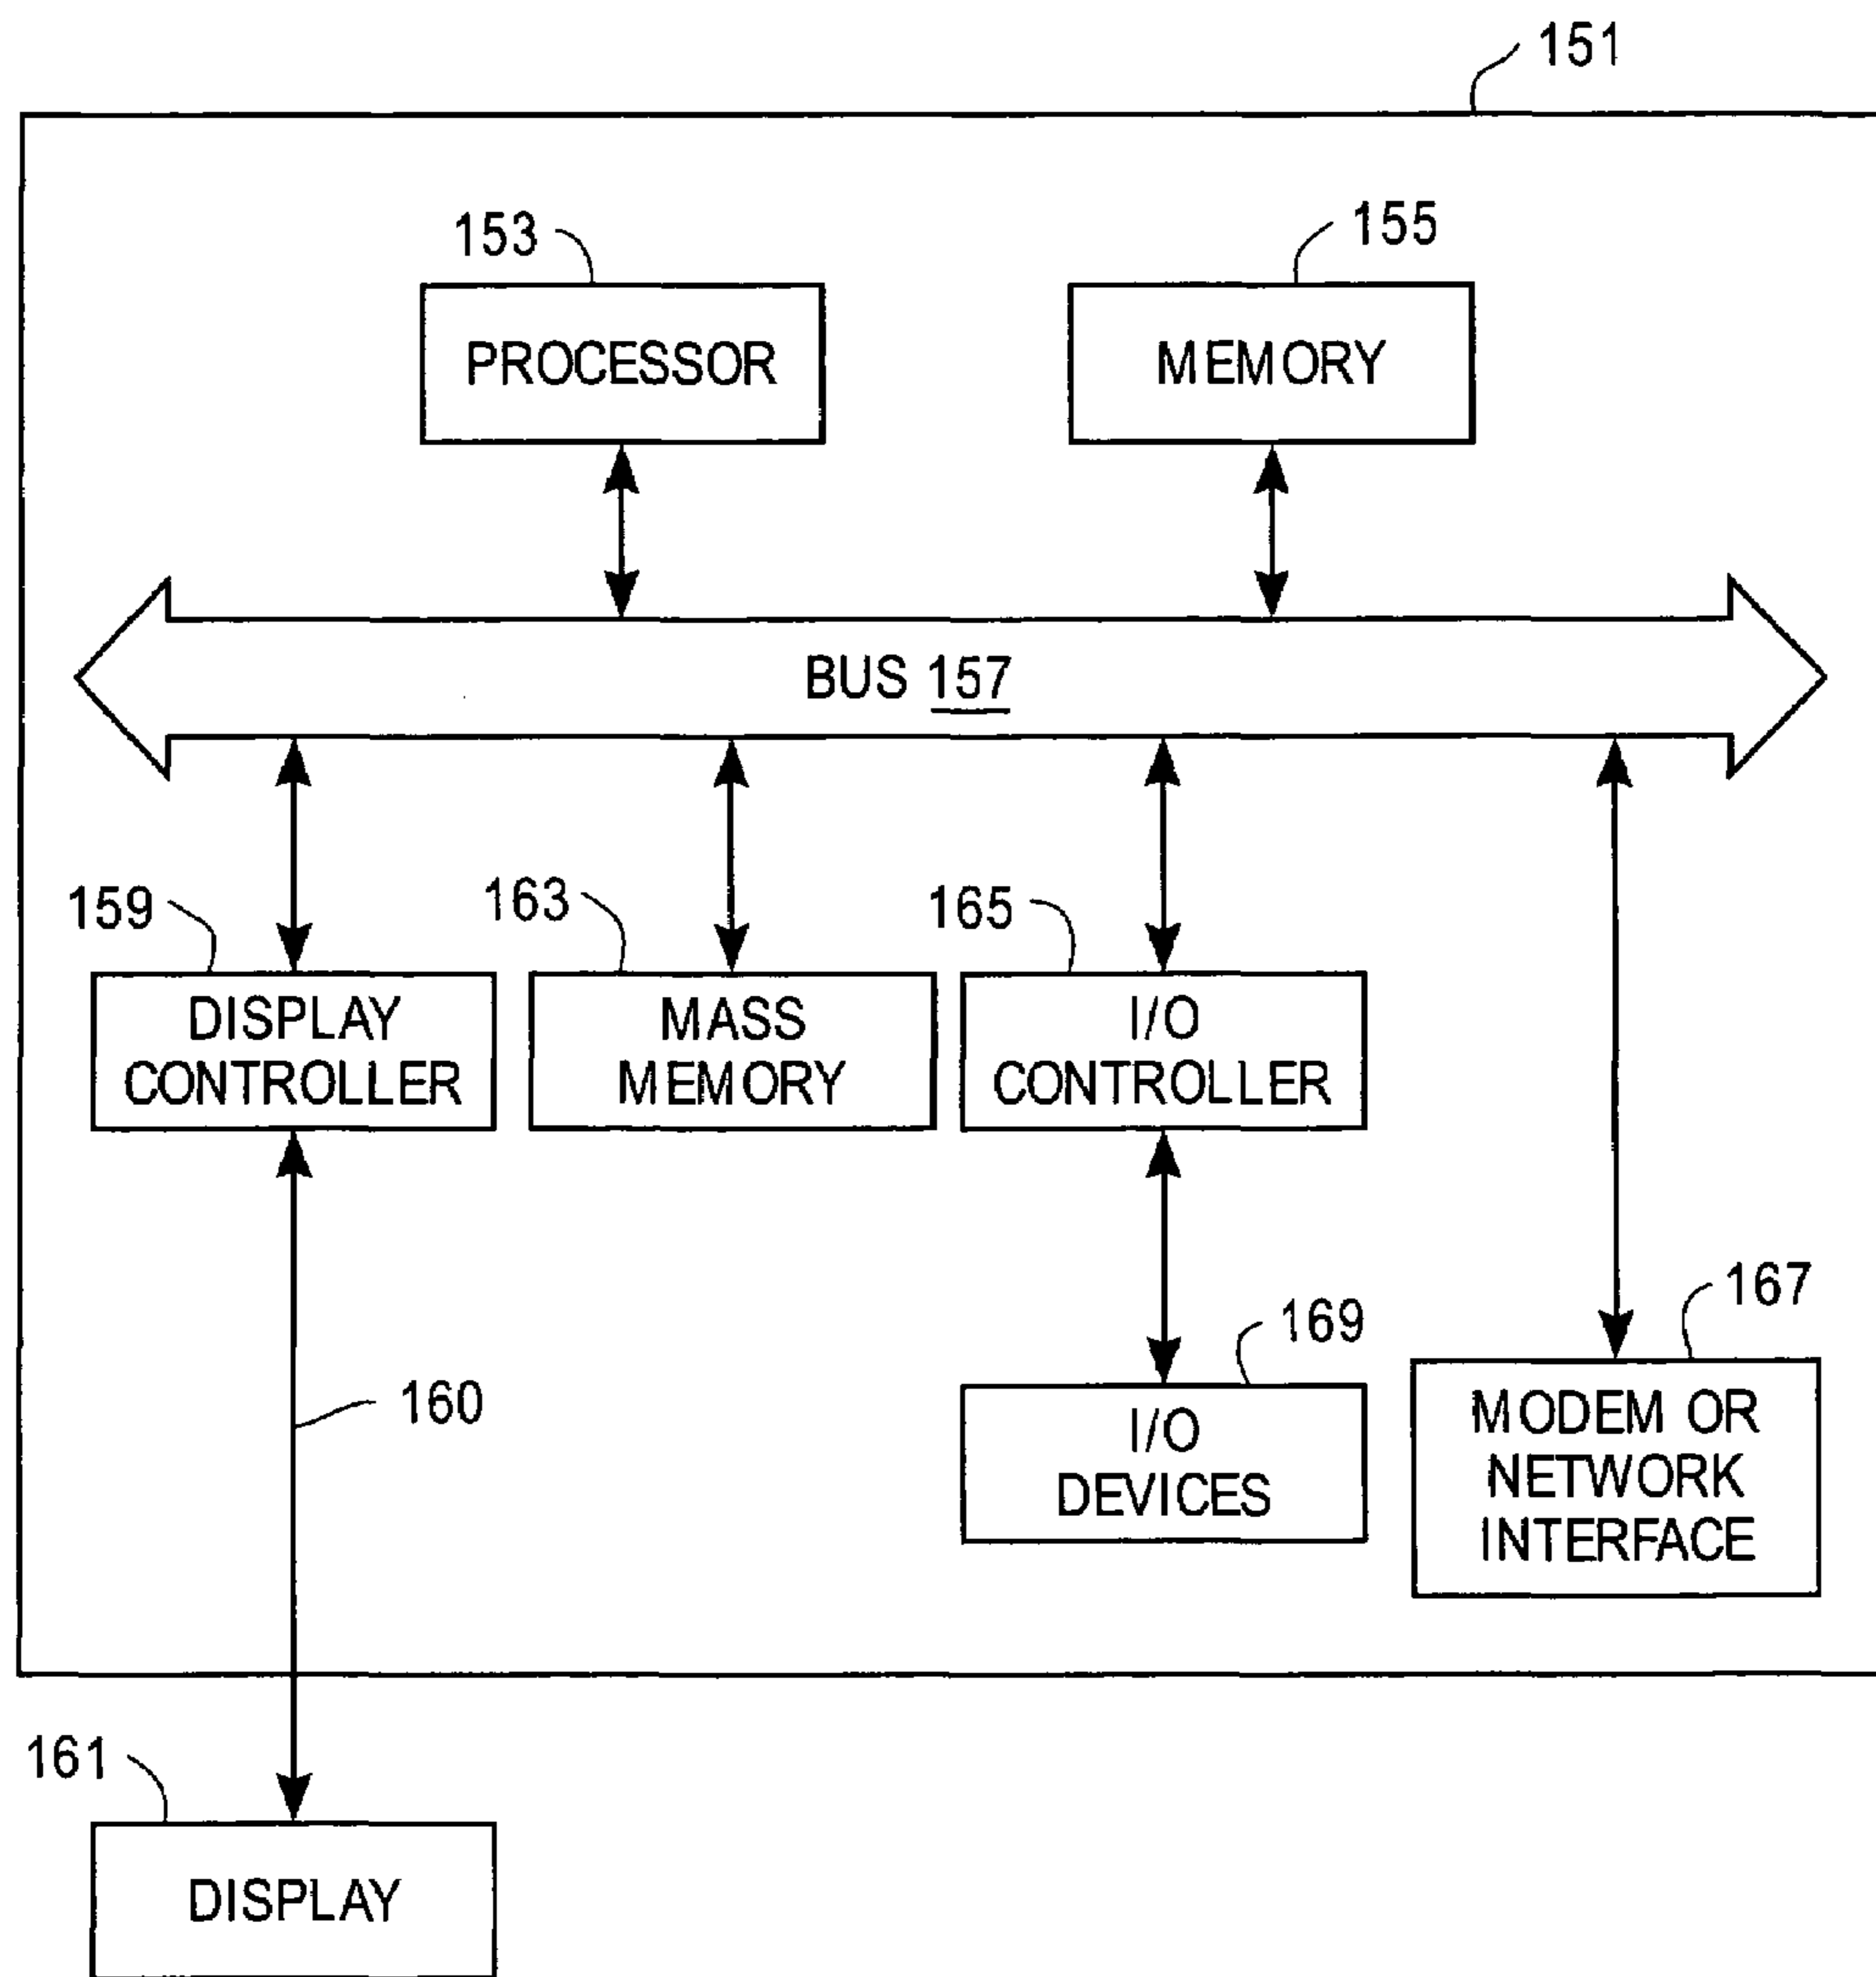 151
153
155
PROCESSOR
MEMORY
BUS 157
159
163
165
DISPLAY
CONTROLLER
MASS
MEMORY
I/O
CONTROLLER
167
169
160
I/O
DEVICES
MODEM OR
NETWORK
INTERFACE
161
DISPLAY